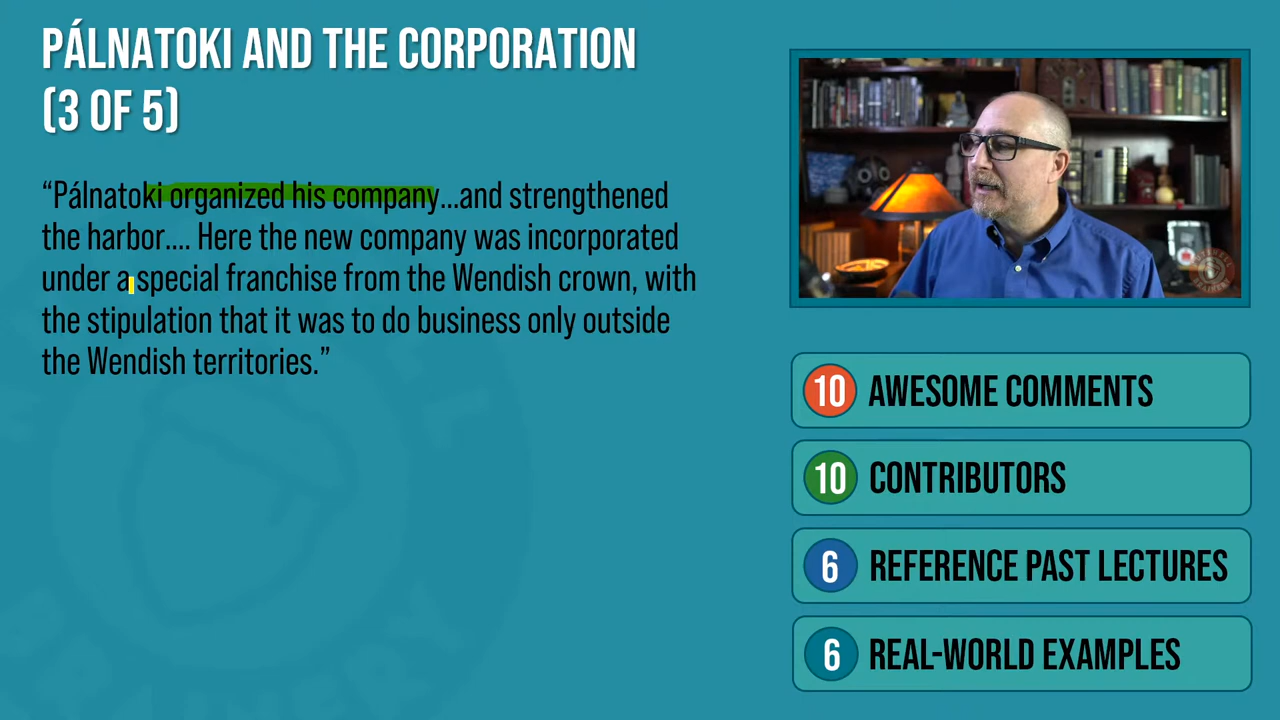 PÁLNATOKI AND THE CORPORATION
(3 OF 5)
“Pálnatoki organized his company...and strengthened
the harbor.... Here the new company was incorporated
under a special franchise from the Wendish crown, with
the stipulation that it was to do business only outside
the Wendish territories.”
10 AWESOME COMMENTS
10 CONTRIBUTORS
6 REFERENCE PAST LECTURES
6 REAL-WORLD EXAMPLES